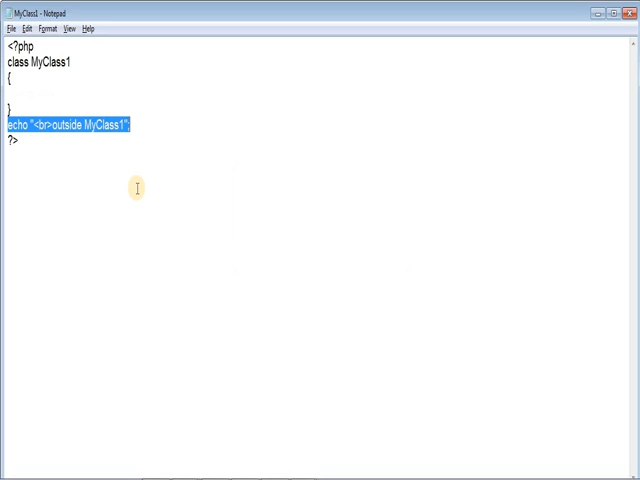 MyClass1 - Notepad
File Edit Format View Help
<?php
class MyClass1
{
}
echo "<br>outside MyClass1";
?>